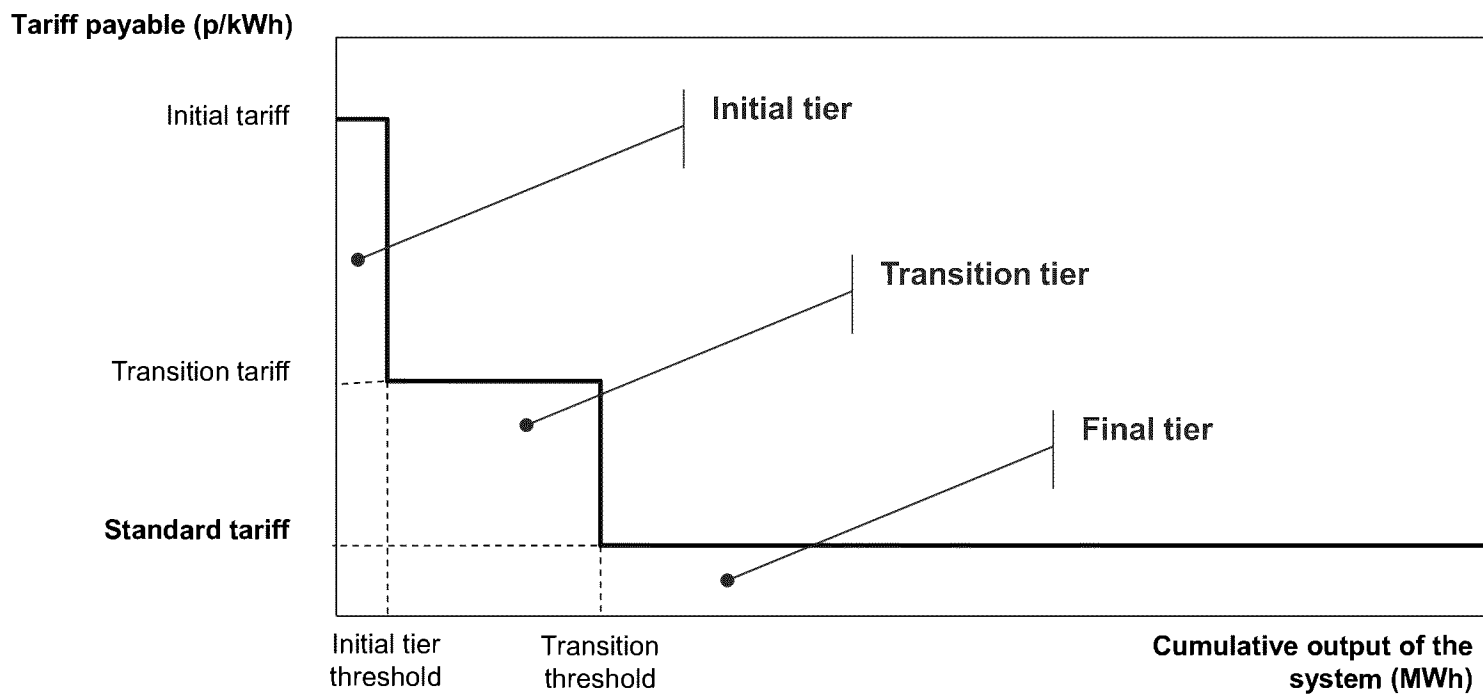 Tariff payable (p/kWh)
Initial tariff
Initial tier
Transition tier
Transition tariff
Final tier
Standard tariff
Initial tier
threshold
Transition
threshold
Cumulative output of the
system (MWh)